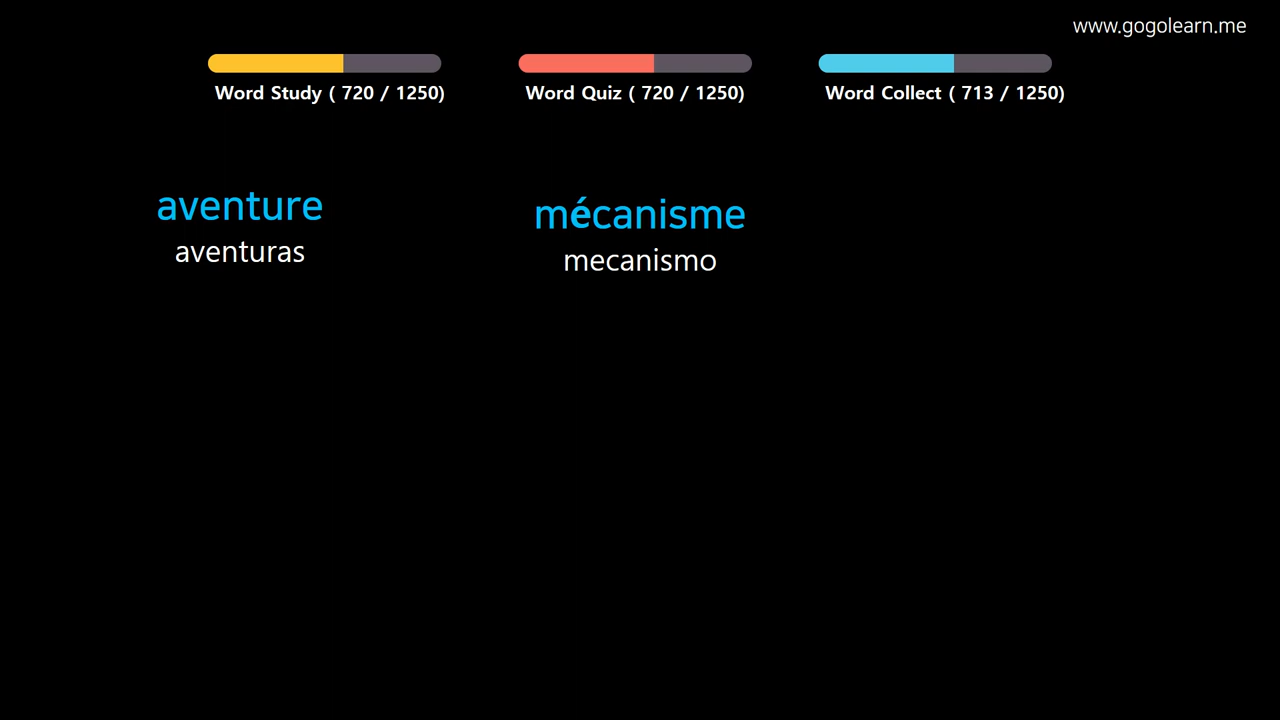 www.gogolearn.me
Word Study ( 720 / 1250)
Word Quiz ( 720 / 1250)
Word Collect ( 713 / 1250)
aventure
aventuras
mécanisme
mecanismo